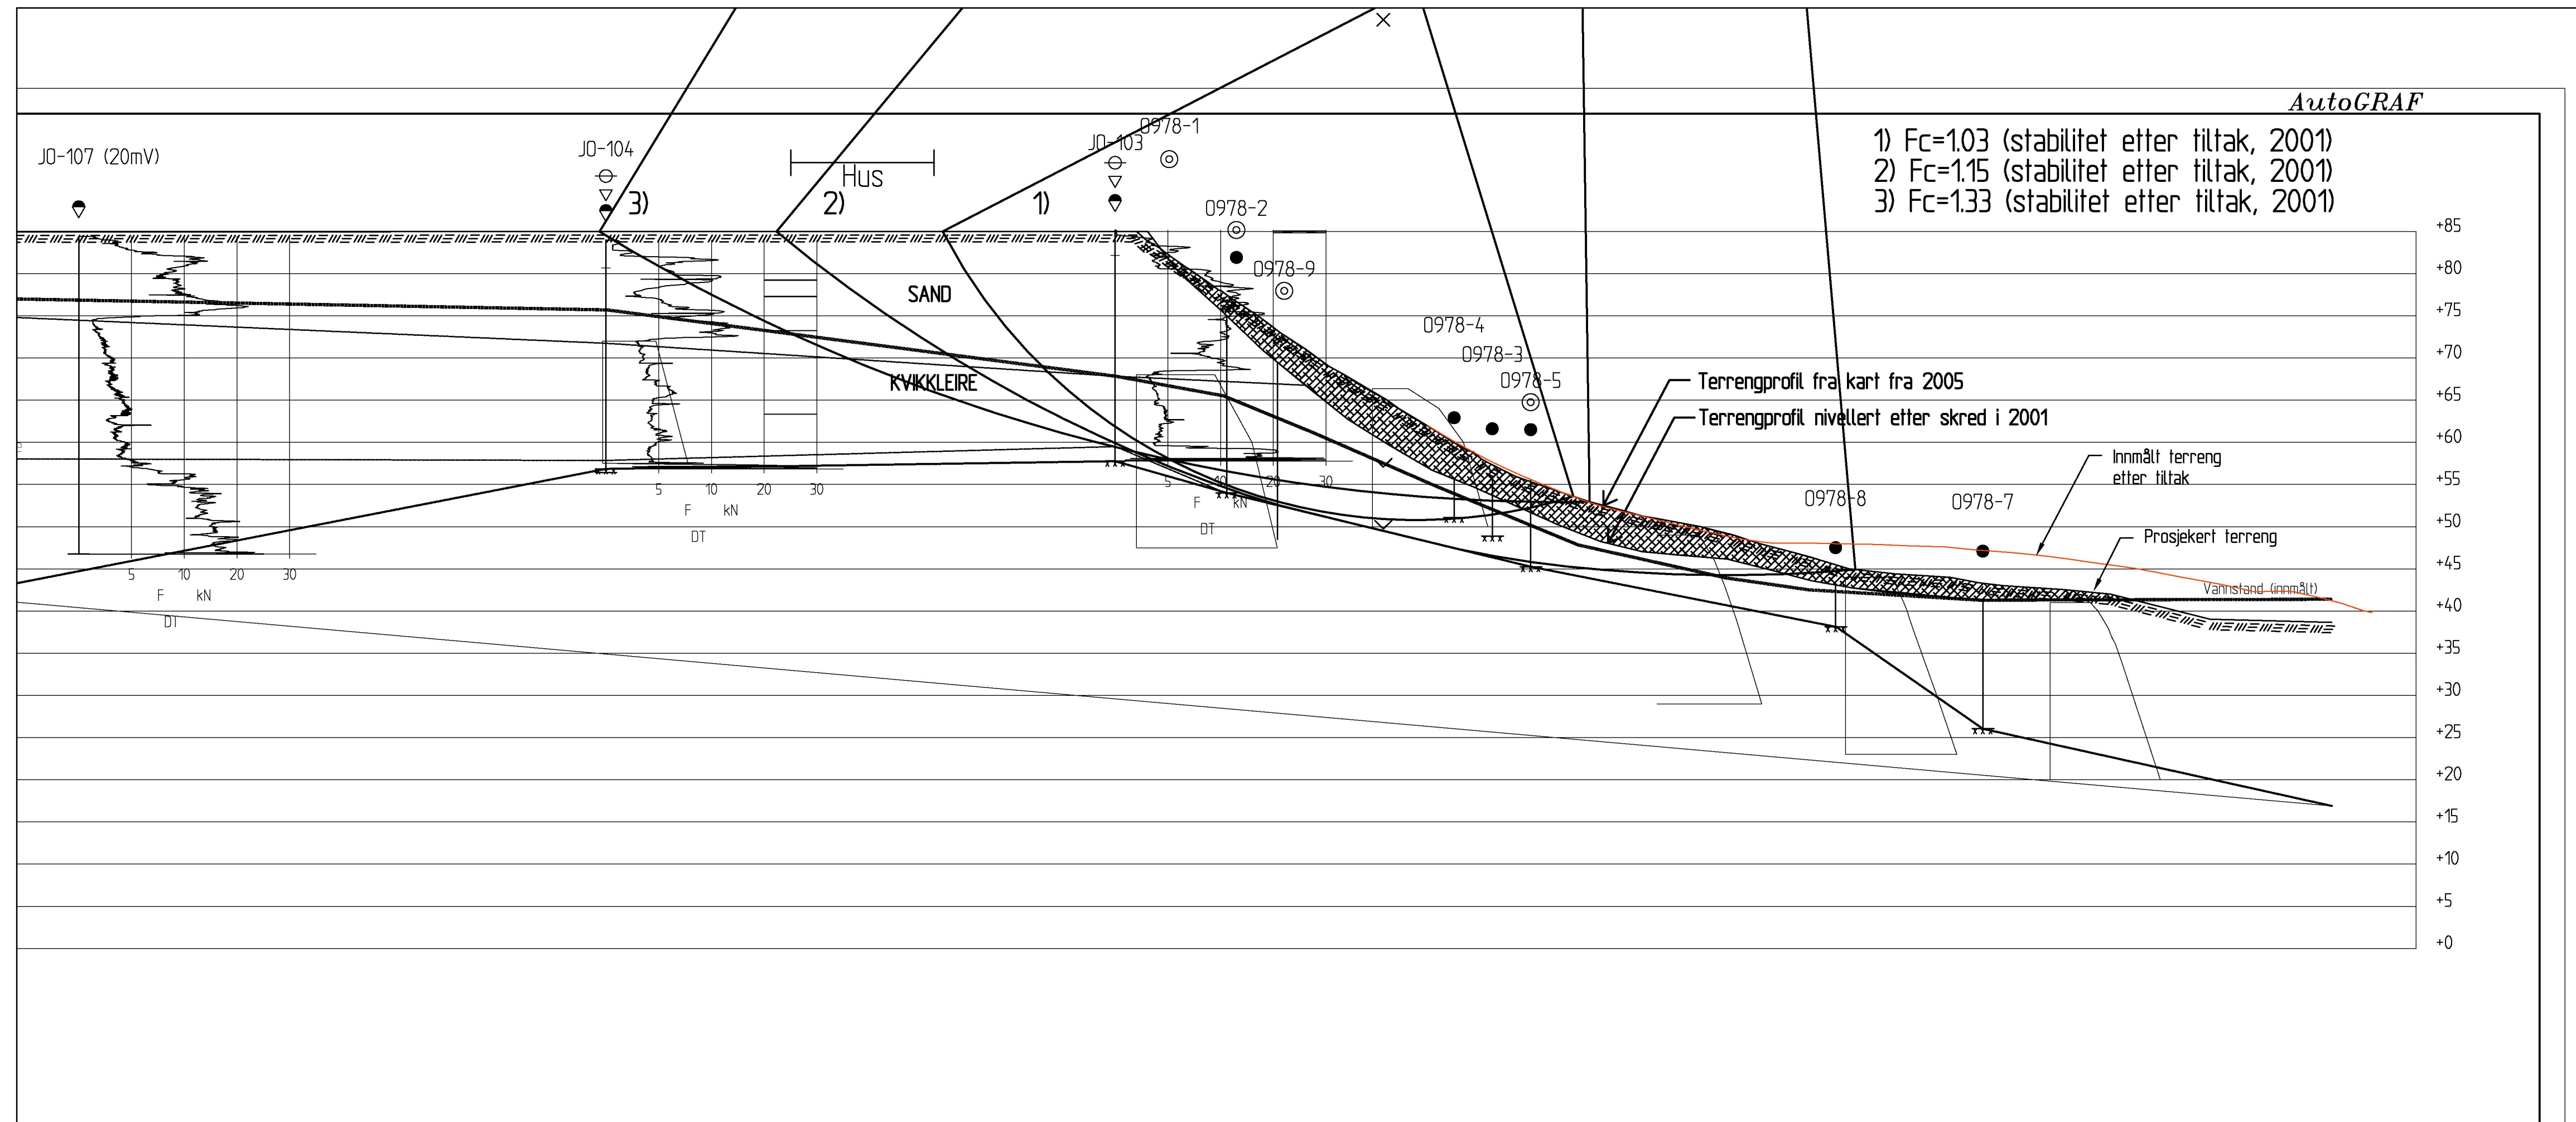 AutoGRAF
1) Fc=1.03 (stabilitet etter tiltak, 2001)
2) Fc=1.15 (stabilitet etter tiltak, 2001)
3) Fc=1.33 (stabilitet etter tiltak, 2001)
JO-107 (20mV)
JO-104
Hus
JO-103
0978-1
3)
2)
1)
0978-2
0978-9
0978-4
0978-3
0978-5
SAND
KVIKKLEIRE
Terrengprofil fra kart fra 2005
Terrengprofil nivellert etter skred i 2001
Innmålt terreng
etter tiltak
0978-8
0978-7
Prosjekert terreng
Vannstand (innmålt)
5 10 20 30
F kN
DT
5 10 20 30
F kN
DT
5 10 20 30
F kN
DT
+85
+80
+75
+70
+65
+60
+55
+50
+45
+40
+35
+30
+25
+20
+15
+10
+5
+0